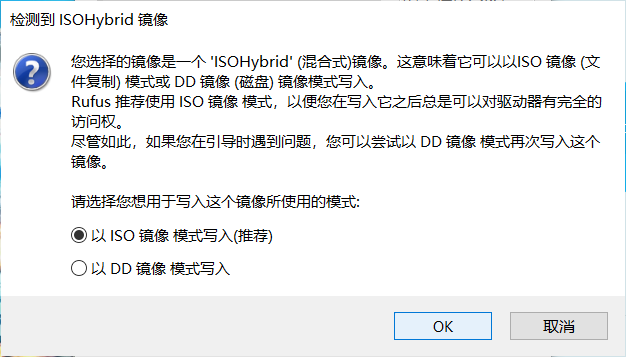 检测到 ISOHybrid 镜像
您选择的镜像是一个 'ISOHybrid' (混合式)镜像。这意味着它可以以ISO 镜像 (文
件复制) 模式或 DD 镜像 (磁盘) 镜像模式写入。
Rufus 推荐使用 ISO 镜像 模式，以便您在写入它之后总是可以对驱动器有完全的
访问权。
尽管如此，如果您在引导时遇到问题，您可以尝试以 DD 镜像 模式再次写入这个
镜像。
请选择您想用于写入这个镜像所使用的模式:
以 ISO 镜像 模式写入(推荐)
以 DD 镜像 模式写入
OK
取消